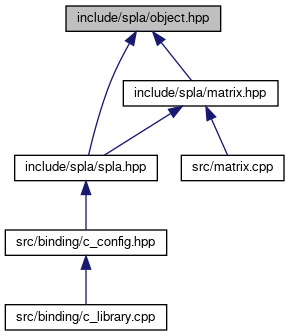 include/spla/object.hpp
include/spla/matrix.hpp
include/spla/spla.hpp
src/matrix.cpp
src/binding/c_config.hpp
src/binding/c_library.cpp